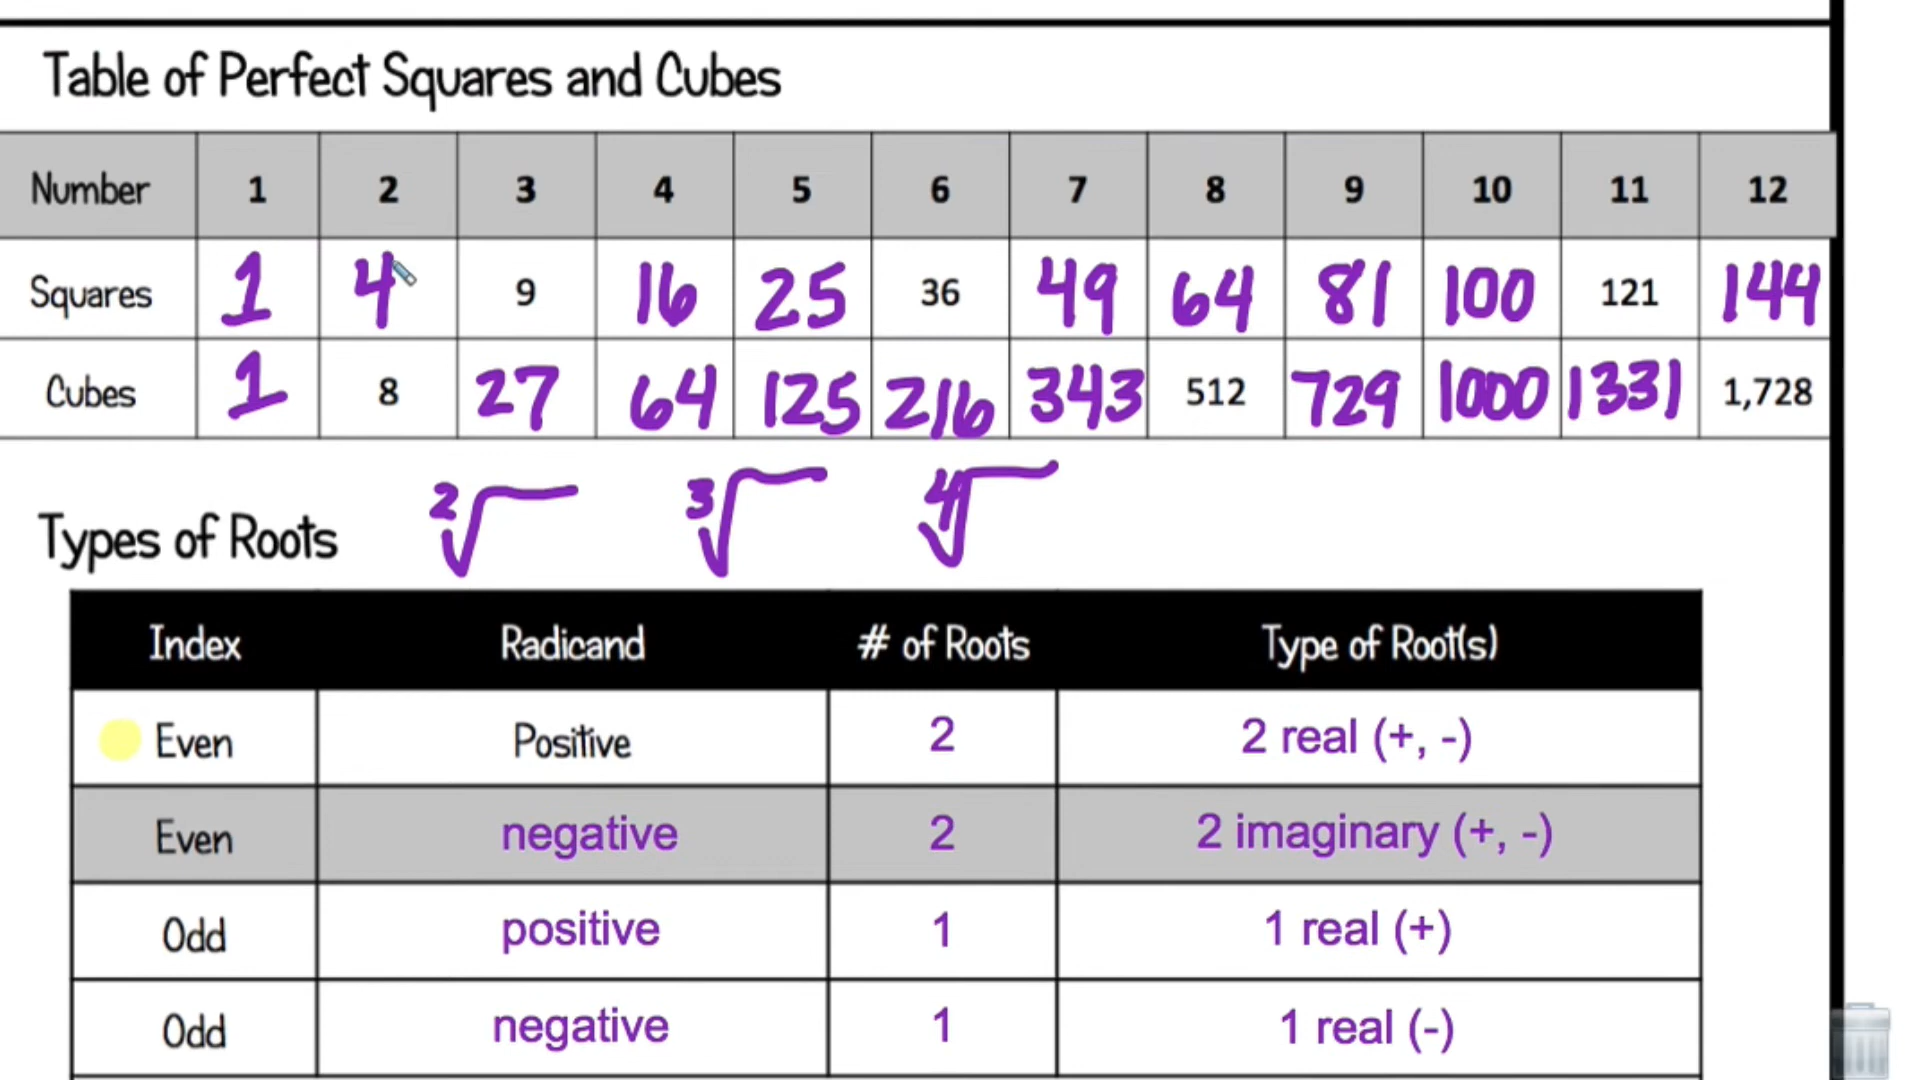 Table of Perfect Squares and Cubes
Number 1 2 3 4 5 6 7 8 9 10 11 12
Squares 1 4 9 16 25 36 49 64 81 100 121 144
Cubes 1 8 27 64 125 216 343 512 729 1000 1331 1,728
Types of Roots 2√ 3√ 4√
Index Radicand # of Roots Type of Root(s)
Even Positive 2 2 real (+, -)
Even negative 2 2 imaginary (+, -)
Odd positive 1 1 real (+)
Odd negative 1 1 real (-)